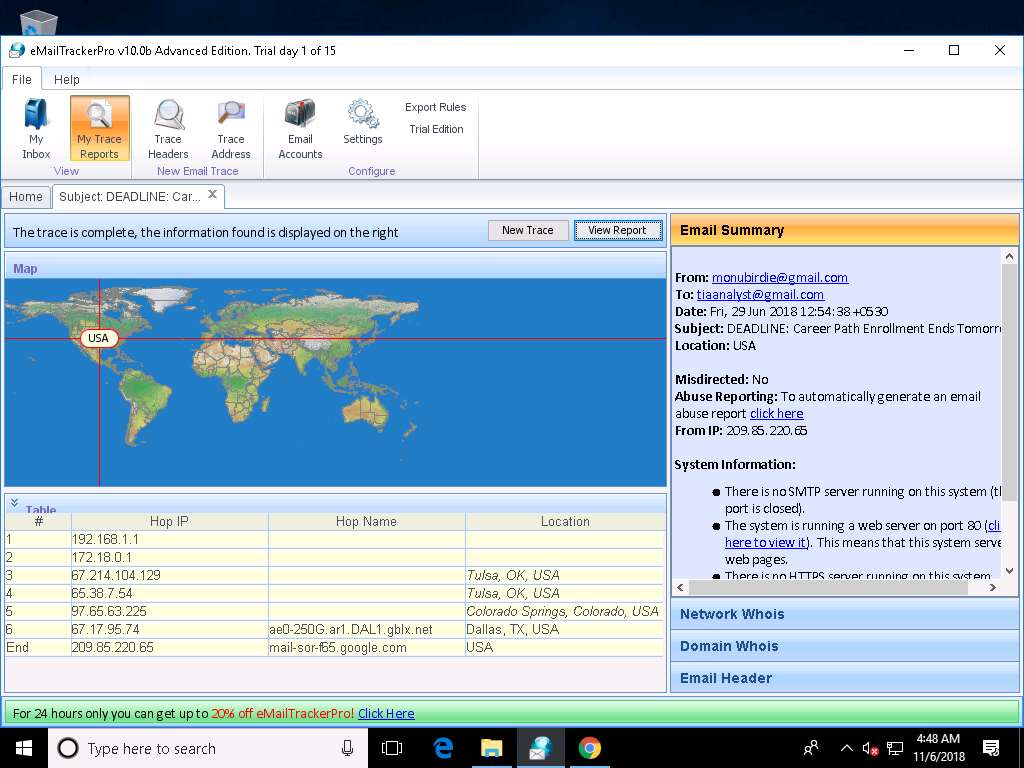 eMailTrackerPro v10.0b Advanced Edition. Trial day 1 of 15
File Help
My Inbox
My Trace Reports
Trace Headers
Trace Address
Email Accounts
Settings
Export Rules
Trial Edition
View
New Email Trace
Configure
Home
Subject: DEADLINE: Car...
The trace is complete, the information found is displayed on the right
New Trace
View Report
Map
USA
Table
# Hop IP Hop Name Location
1 192.168.1.1
2 172.18.0.1
3 67.214.104.129 Tulsa, OK, USA
4 65.38.7.54 Tulsa, OK, USA
5 97.65.63.225 Colorado Springs, Colorado, USA
6 67.17.95.74 ae0-250G.ar1.DAL1.gblx.net Dallas, TX, USA
End 209.85.220.65 mail-sor-f65.google.com USA
Email Summary
From: monubirdie@gmail.com
To: tiaanalyst@gmail.com
Date: Fri, 29 Jun 2018 12:54:38 +0530
Subject: DEADLINE: Career Path Enrollment Ends Tomorr
Location: USA
Misdirected: No
Abuse Reporting: To automatically generate an email
abuse report click here
From IP: 209.85.220.65
System Information:
There is no SMTP server running on this system (t
port is closed).
The system is running a web server on port 80 (cli
here to view it). This means that this system serve
web pages.
There is no HTTPS server running on this system
Network Whois
Domain Whois
Email Header
For 24 hours only you can get up to 20% off eMailTrackerPro! Click Here
Type here to search
4:48 AM
11/6/2018